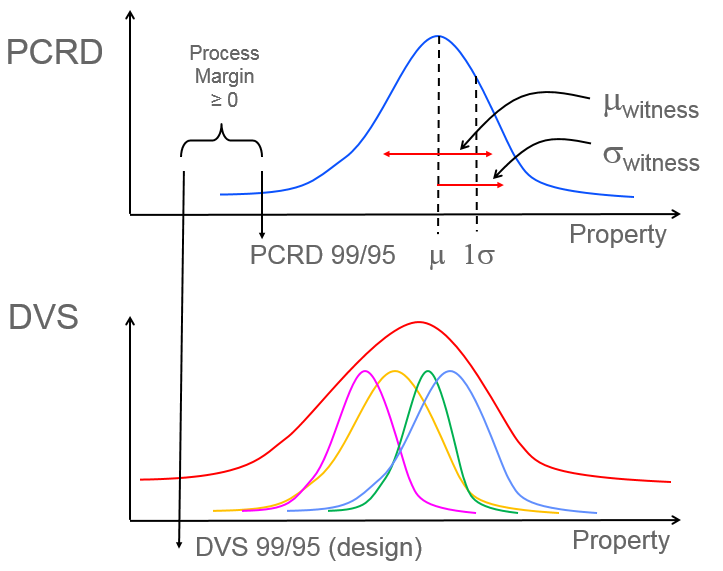 PCRD
Process
Margin
≥ 0
μwitness
σwitness
Property
PCRD 99/95
μ
1σ
DVS
Property
DVS 99/95 (design)